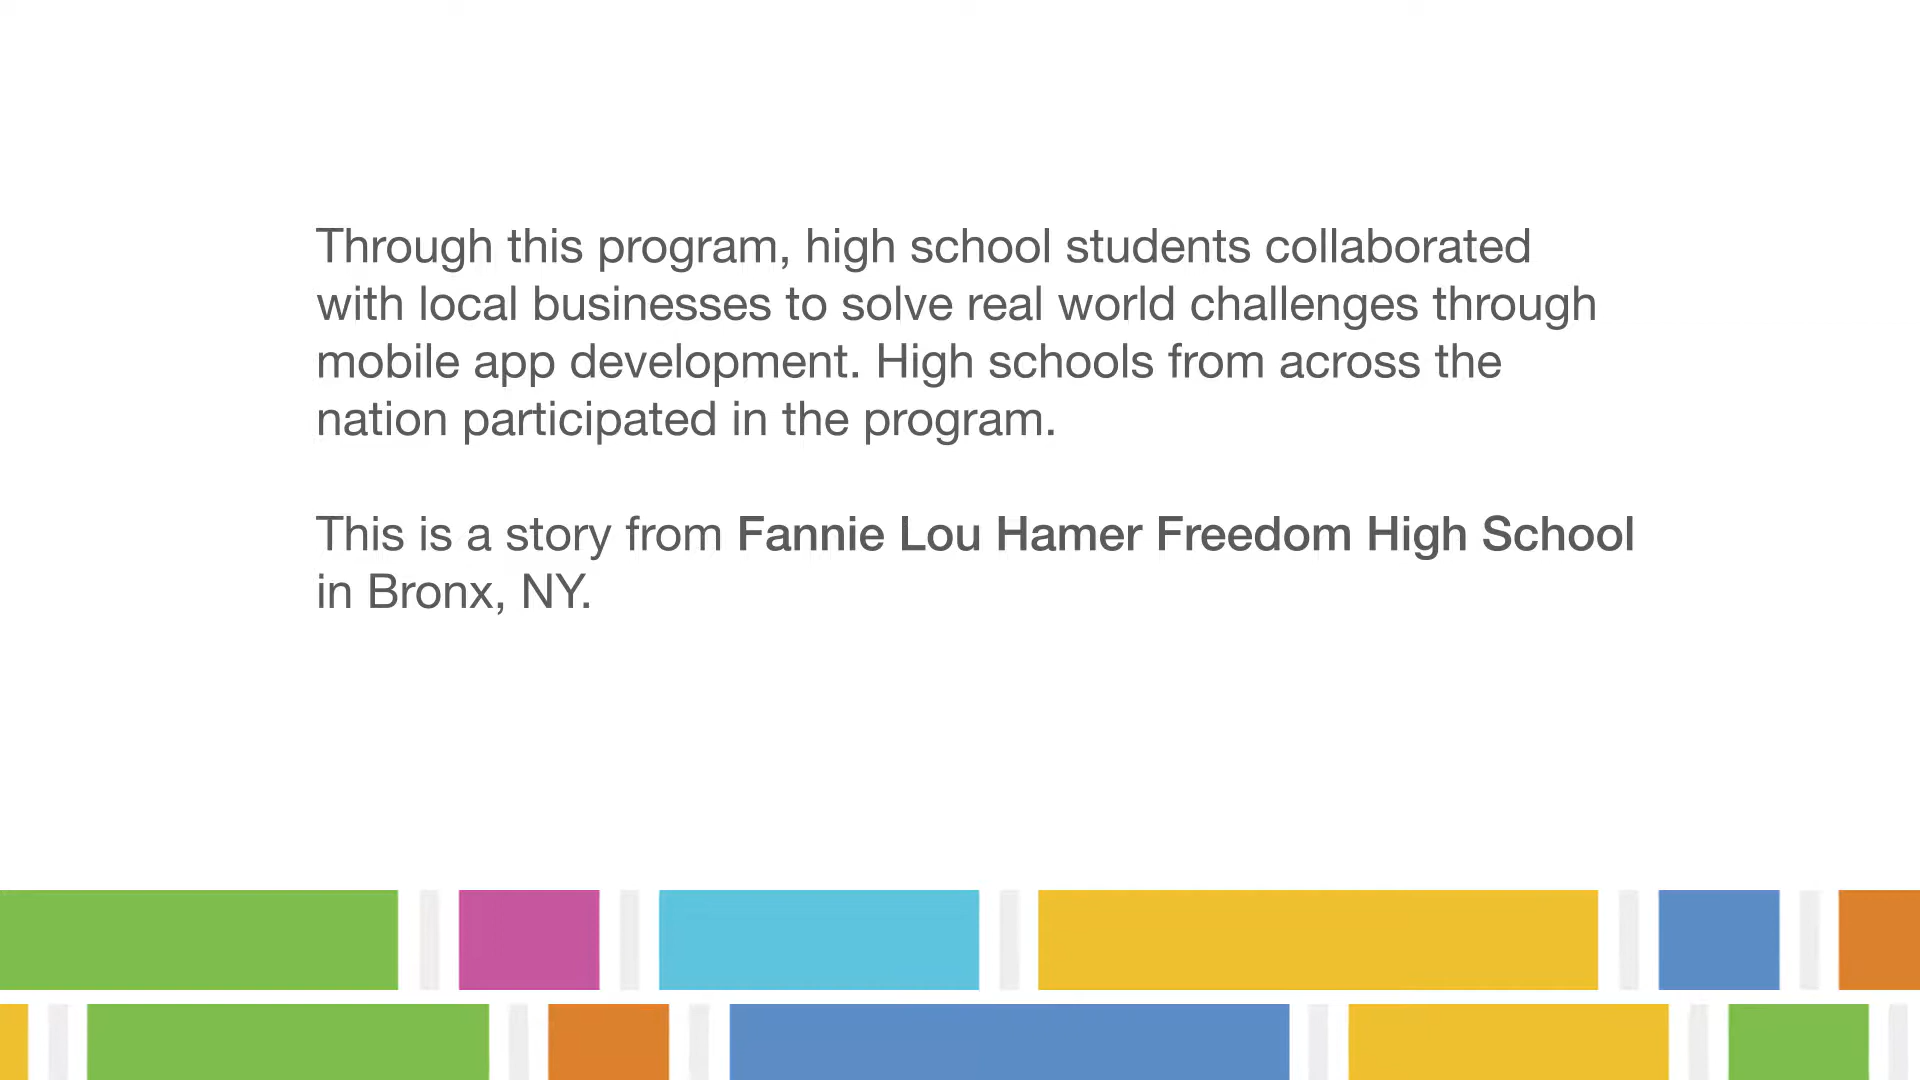 Through this program, high school students collaborated
with local businesses to solve real world challenges through
mobile app development. High schools from across the
nation participated in the program.
This is a story from Fannie Lou Hamer Freedom High School
in Bronx, NY.